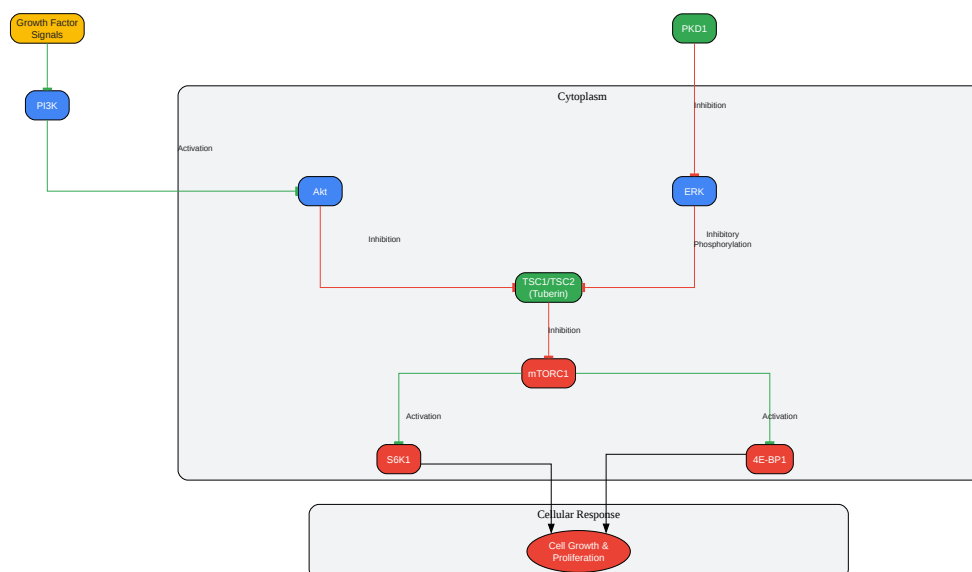 Growth Factor
Signals
PKD1
PI3K
Cytoplasm
Inhibition
Activation
Akt
ERK
Inhibition
Inhibitory
Phosphorylation
TSC1/TSC2
(Tuberin)
Inhibition
mTORC1
Activation
Activation
S6K1
4E-BP1
Cellular Response
Cell Growth &
Proliferation